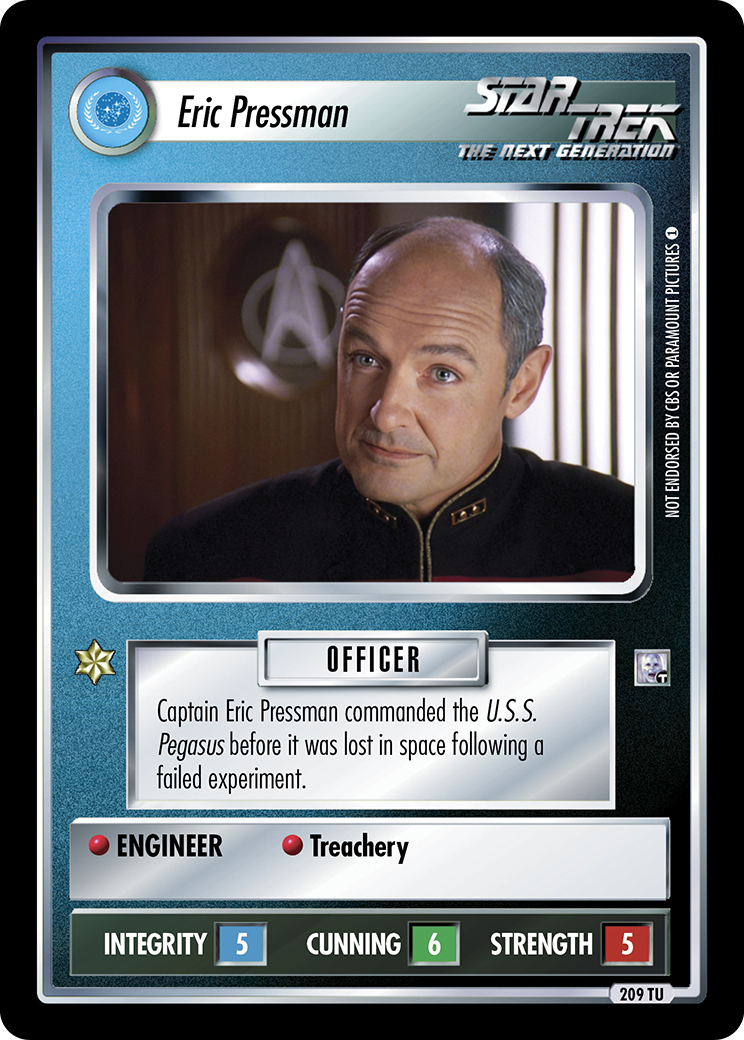 Eric Pressman
STAR TREK
THE NEXT GENERATION
NOT ENDORSED BY CBS OR PARAMOUNT PICTURES 1
OFFICER
Captain Eric Pressman commanded the U.S.S.
Pegasus before it was lost in space following a
failed experiment.
T
ENGINEER Treachery
INTEGRITY 5 CUNNING 6 STRENGTH 5
209 TU